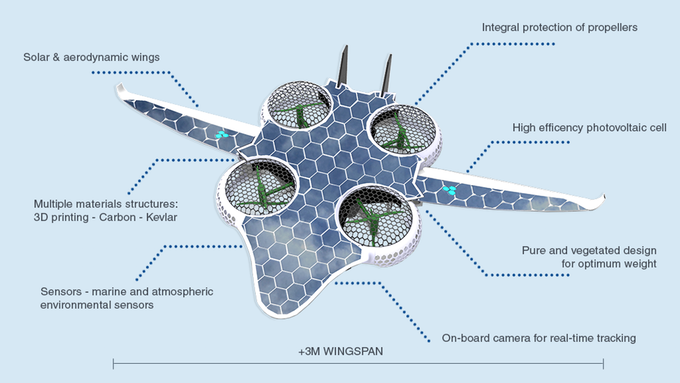 Integral protection of propellers
Solar & aerodynamic wings
High efficency photovoltaic cell
Multiple materials structures:
3D printing - Carbon - Kevlar
Pure and vegetated design
for optimum weight
Sensors - marine and atmospheric
environmental sensors
On-board camera for real-time tracking
+3M WINGSPAN